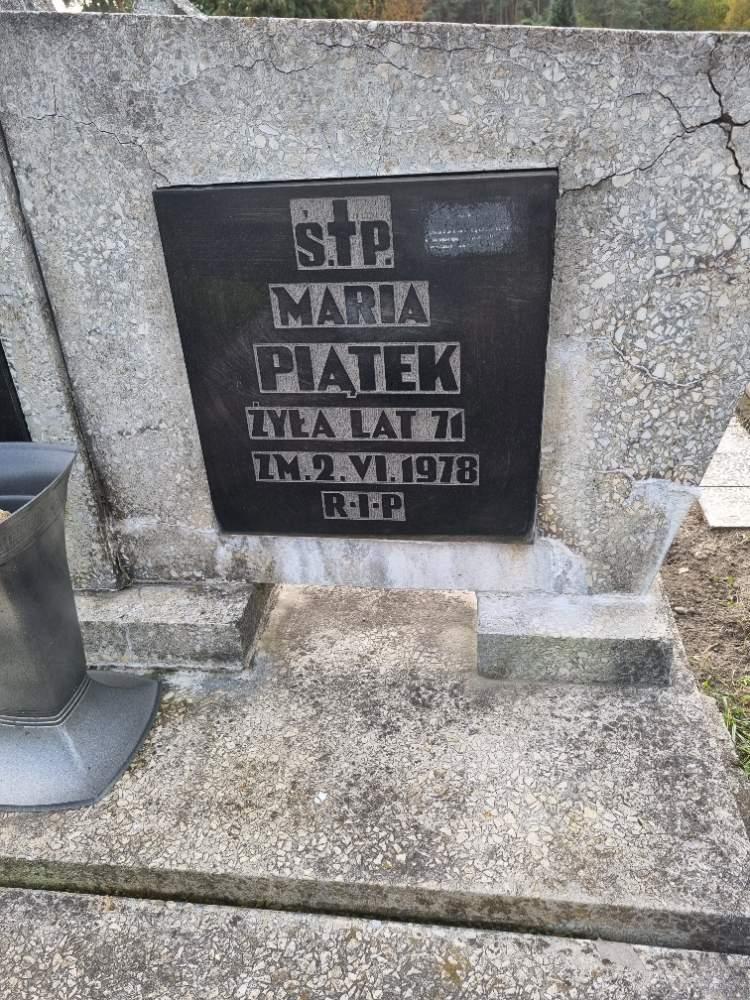 Ś.†P.
MARIA
PIĄTEK
ŻYŁA LAT 71
ZM. 2. VI. 1978
R·I·P